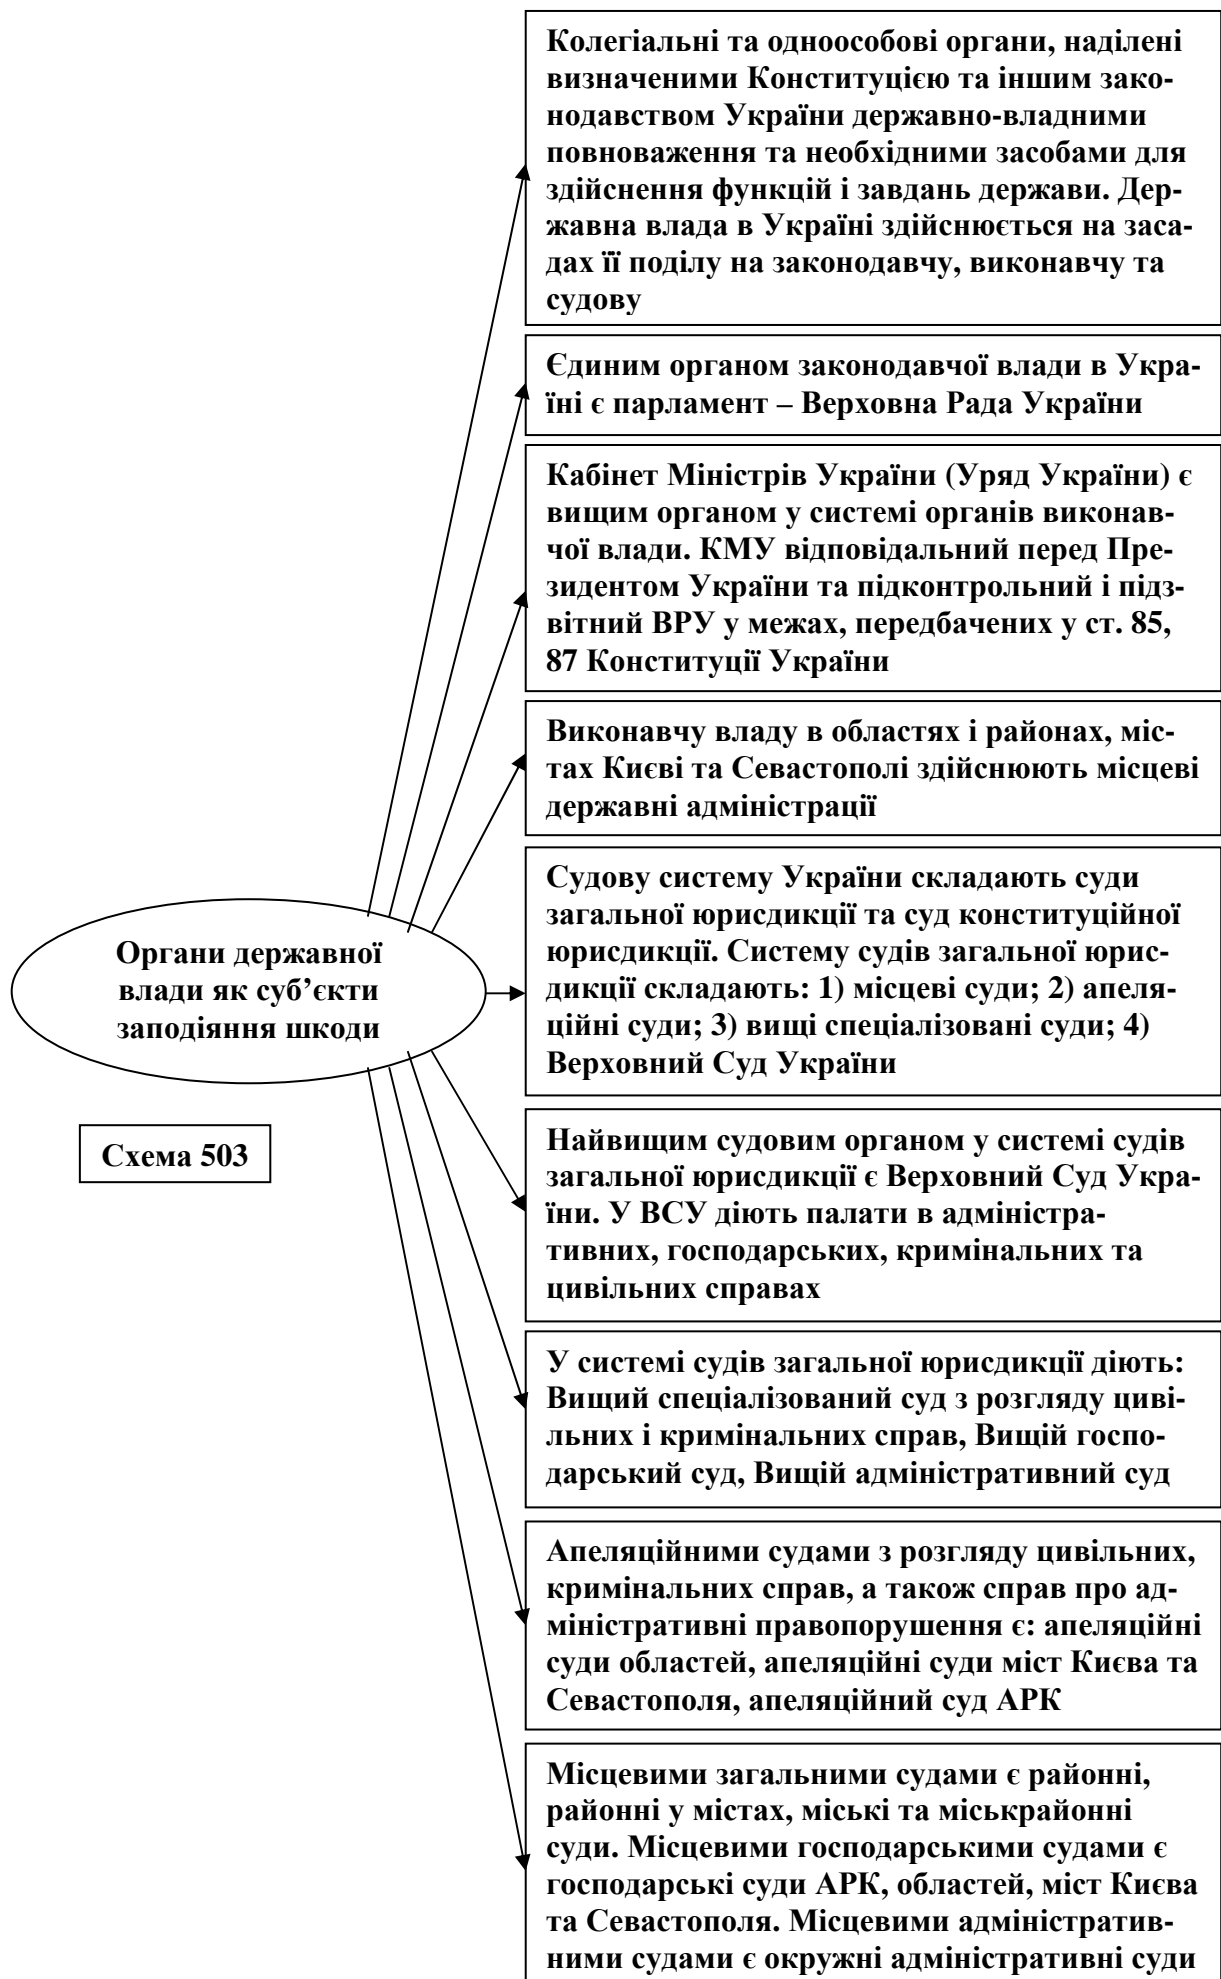 Колегіальні та одноособові органи, наділені
визначеними Конституцією та іншим зако-
нодавством України державно-владними
повноваження та необхідними засобами для
здійснення функцій і завдань держави. Дер-
жавна влада в Україні здійснюється на заса-
дах її поділу на законодавчу, виконавчу та
судову
Єдиним органом законодавчої влади в Укра-
їні є парламент – Верховна Рада України
Кабінет Міністрів України (Уряд України) є
вищим органом у системі органів виконав-
чої влади. КМУ відповідальний перед Пре-
зидентом України та підконтрольний і підз-
вітний ВРУ у межах, передбачених у ст. 85,
87 Конституції України
Виконавчу владу в областях і районах, міс-
тах Києві та Севастополі здійснюють місцеві
державні адміністрації
Органи державної
влади як суб’єкти
заподіяння шкоди
Судову систему України складають суди
загальної юрисдикції та суд конституційної
юрисдикції. Систему судів загальної юрис-
дикції складають: 1) місцеві суди; 2) апеля-
ційні суди; 3) вищі спеціалізовані суди; 4)
Верховний Суд України
Схема 503
Найвищим судовим органом у системі судів
загальної юрисдикції є Верховний Суд Укра-
їни. У ВСУ діють палати в адміністра-
тивних, господарських, кримінальних та
цивільних справах
У системі судів загальної юрисдикції діють:
Вищий спеціалізований суд з розгляду циві-
льних і кримінальних справ, Вищій госпо-
дарський суд, Вищій адміністративний суд
Апеляційними судами з розгляду цивільних,
кримінальних справ, а також справ про ад-
міністративні правопорушення є: апеляційні
суди областей, апеляційні суди міст Києва та
Севастополя, апеляційний суд АРК
Місцевими загальними судами є районні,
районні у містах, міські та міськрайонні
суди. Місцевими господарськими судами є
господарські суди АРК, областей, міст Києва
та Севастополя. Місцевими адміністратив-
ними судами є окружні адміністративні суди